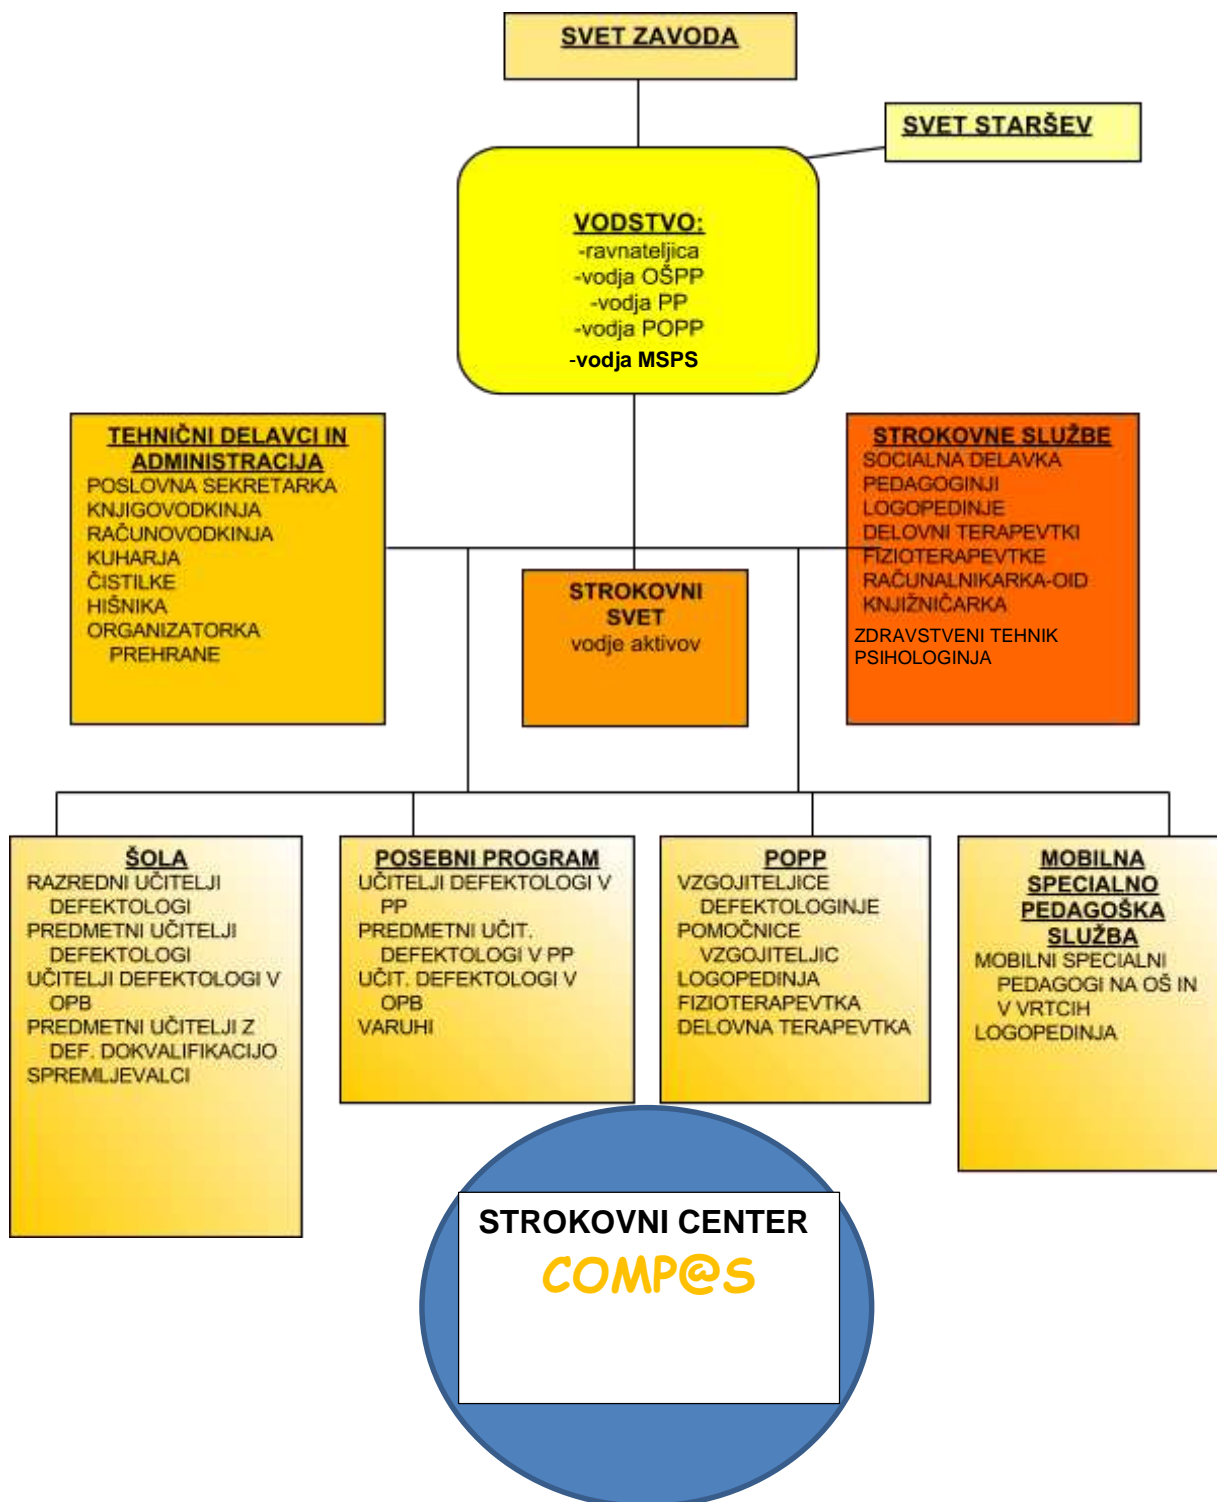 SVET ZAVODA
SVET STARŠEV
VODSTVO:
-ravnateljica
-vodja OŠPP
-vodja PP
-vodja POPP
-vodja MSPS
TEHNIČNI DELAVCI IN
ADMINISTRACIJA
POSLOVNA SEKRETARKA
KNJIGOVODKINJA
RAČUNOVODKINJA
KUHARJA
ČISTILKE
HIŠNIKA
ORGANIZATORKA
PREHRANE
STROKOVNI
SVET
vodje aktivov
STROKOVNE SLUŽBE
SOCIALNA DELAVKA
PEDAGOGINJI
LOGOPEDINJE
DELOVNI TERAPEVTKI
FIZIOTERAPEVTKE
RAČUNALNIKARKA-OID
KNJIŽNIČARKA
ZDRAVSTVENI TEHNIK
PSIHOLOGINJA
ŠOLA
RAZREDNI UČITELJI
DEFEKTOLOGI
PREDMETNI UČITELJI
DEFEKTOLOGI
UČITELJI DEFEKTOLOGI V
OPB
PREDMETNI UČITELJI Z
DEF. DOKVALIFIKACIJO
SPREMLJEVALCI
POSEBNI PROGRAM
UČITELJI DEFEKTOLOGI V
PP
PREDMETNI UČIT.
DEFEKTOLOGI V PP
UČIT. DEFEKTOLOGI V
OPB
VARUHI
POPP
VZGOJITELJICE
DEFEKTOLOGINJE
POMOČNICE
VZGOJITELJIC
LOGOPEDINJA
FIZIOTERAPEVTKA
DELOVNA TERAPEVTKA
MOBILNA
SPECIALNO
PEDAGOŠKA
SLUŽBA
MOBILNI SPECIALNI
PEDAGOGI NA OŠ IN
V VRTCIH
LOGOPEDINJA
STROKOVNI CENTER
COMP@S